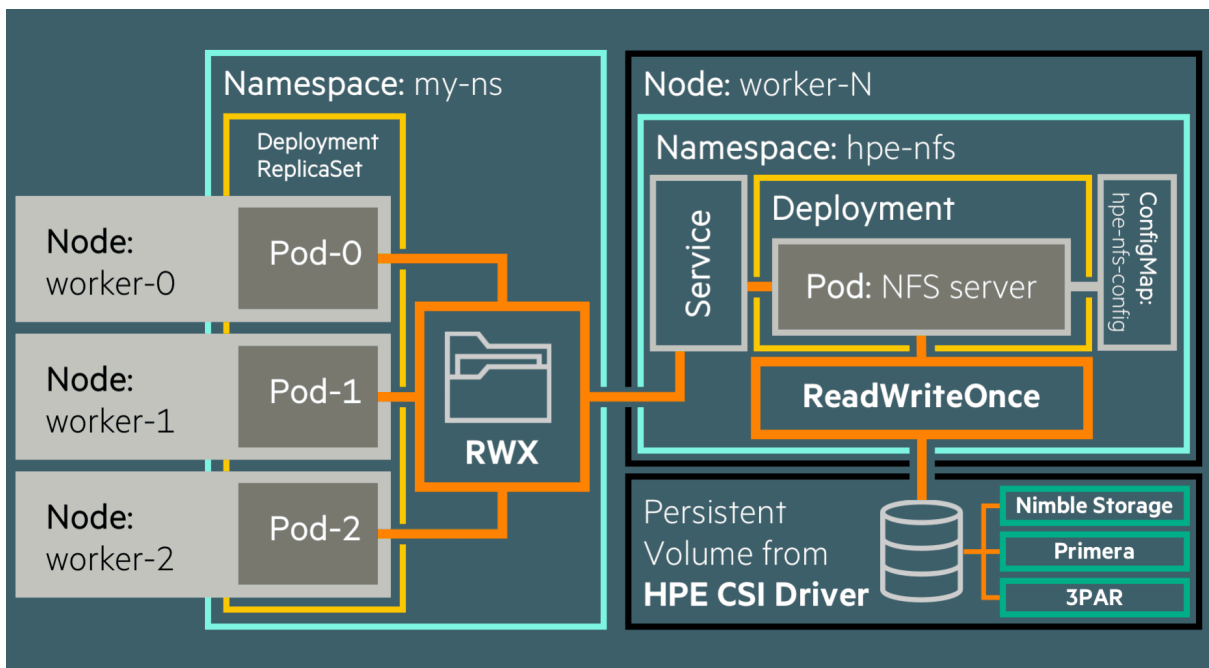 Namespace: my-ns
Deployment
ReplicaSet
Node:
worker-0
Pod-0
Node:
worker-1
Pod-1
Node:
worker-2
Pod-2
RWX
Node: worker-N
Namespace: hpe-nfs
Service
Deployment
Pod: NFS server
ConfigMap:
hpe-nfs-config
ReadWriteOnce
Persistent
Volume from
HPE CSI Driver
Nimble Storage
Primera
3PAR